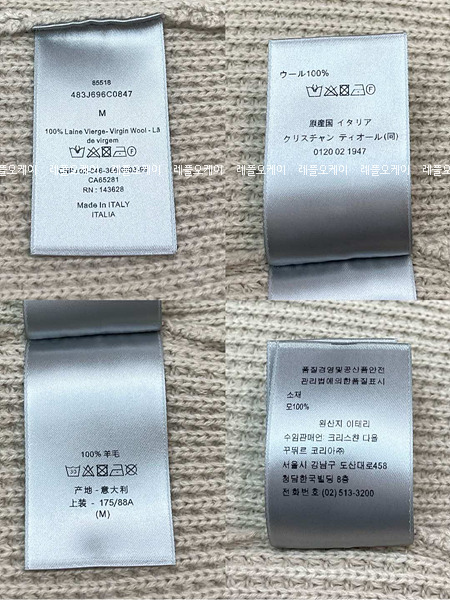 85518
483J696C0847
M
100% Laine Vierge- Virgin Wool - Lã
de virgem
CA65281
RN : 143628
Made In ITALY
ITALIA
ウール100%
原産国 イタリア
クリスチャン ディオール(同)
0120 02 1947
레플오케이 레플오케이 레플오케이 레플오케이 레플오케이 레플오케이
100% 羊毛
产地 - 意大利
上装 - 175/88A
(M)
품질경영및공산품안전
관리법에의한품질표시
소재
모100%
원산지 이태리
수입판매언: 크리스챤 다올
꾸뛰르 코리아㈜
서울시 김남구 도산대로458
청담한국빌딩 8층
전화번호 (02) 513-3200